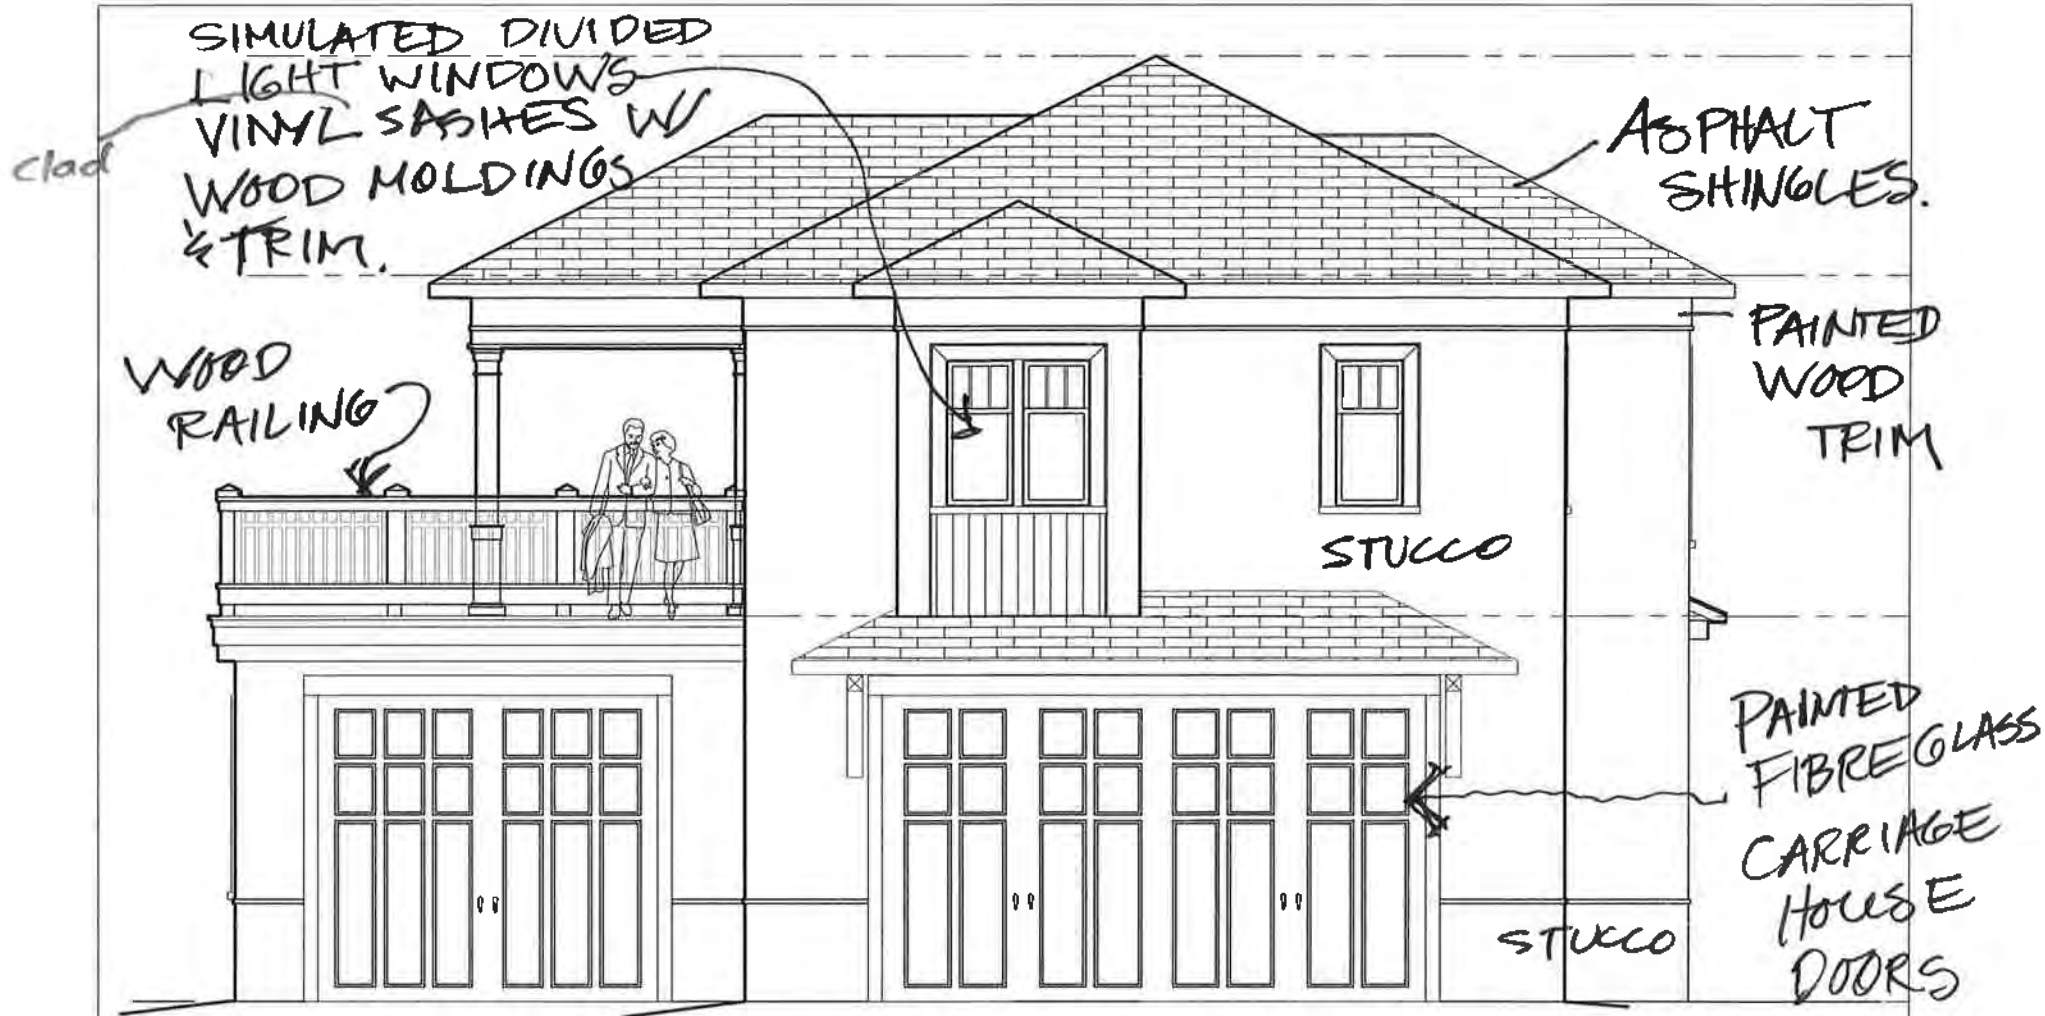 SIMULATED DIVIDED
LIGHT WINDOWS
VINYL SASHES W/
clad
WOOD MOLDINGS
& TRIM.
ASPHALT
SHINGLES.
WOOD
RAILING
PAINTED
WOOD
TRIM
STUCCO
PAINTED
FIBREGLASS
CARRIAGE
HOUSE
DOORS
STUCCO